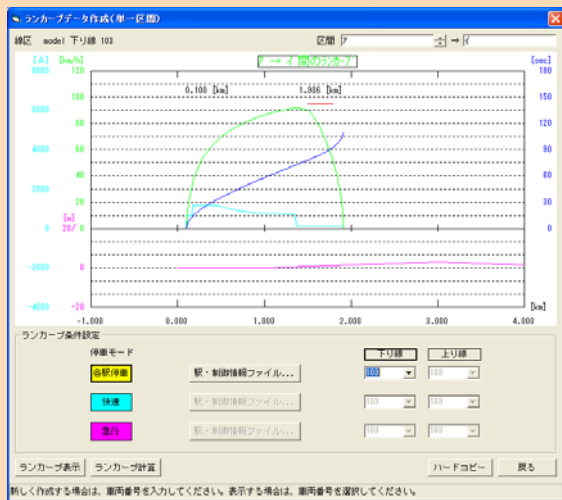 ランカーブデータ作成(単一区間)
線区 model 下り線 103 区間 ア → イ
[A] [km/h] ア → イ 間のランカーブ [sec]
8000 120 180
0.100 [km] 1.906 [km]
100 150
6000
80 120
4000 60 90
40 60
2000
20 30
[m]
0 20/ 0 0
-2000 0
-4000 -20 [km]
-1.000 0.000 1.000 2.000 3.000 4.000
ランカーブ条件設定
停車モード 下り線 上り線
各駅停車 駅・制御情報ファイル... 103 103
快速 駅・制御情報ファイル... 103 103
急行 駅・制御情報ファイル... 103 103
ランカーブ表示 ランカーブ計算 ハードコピー 戻る
新しく作成する場合は、車両番号を入力してください。表示する場合は、車両番号を選択してください。